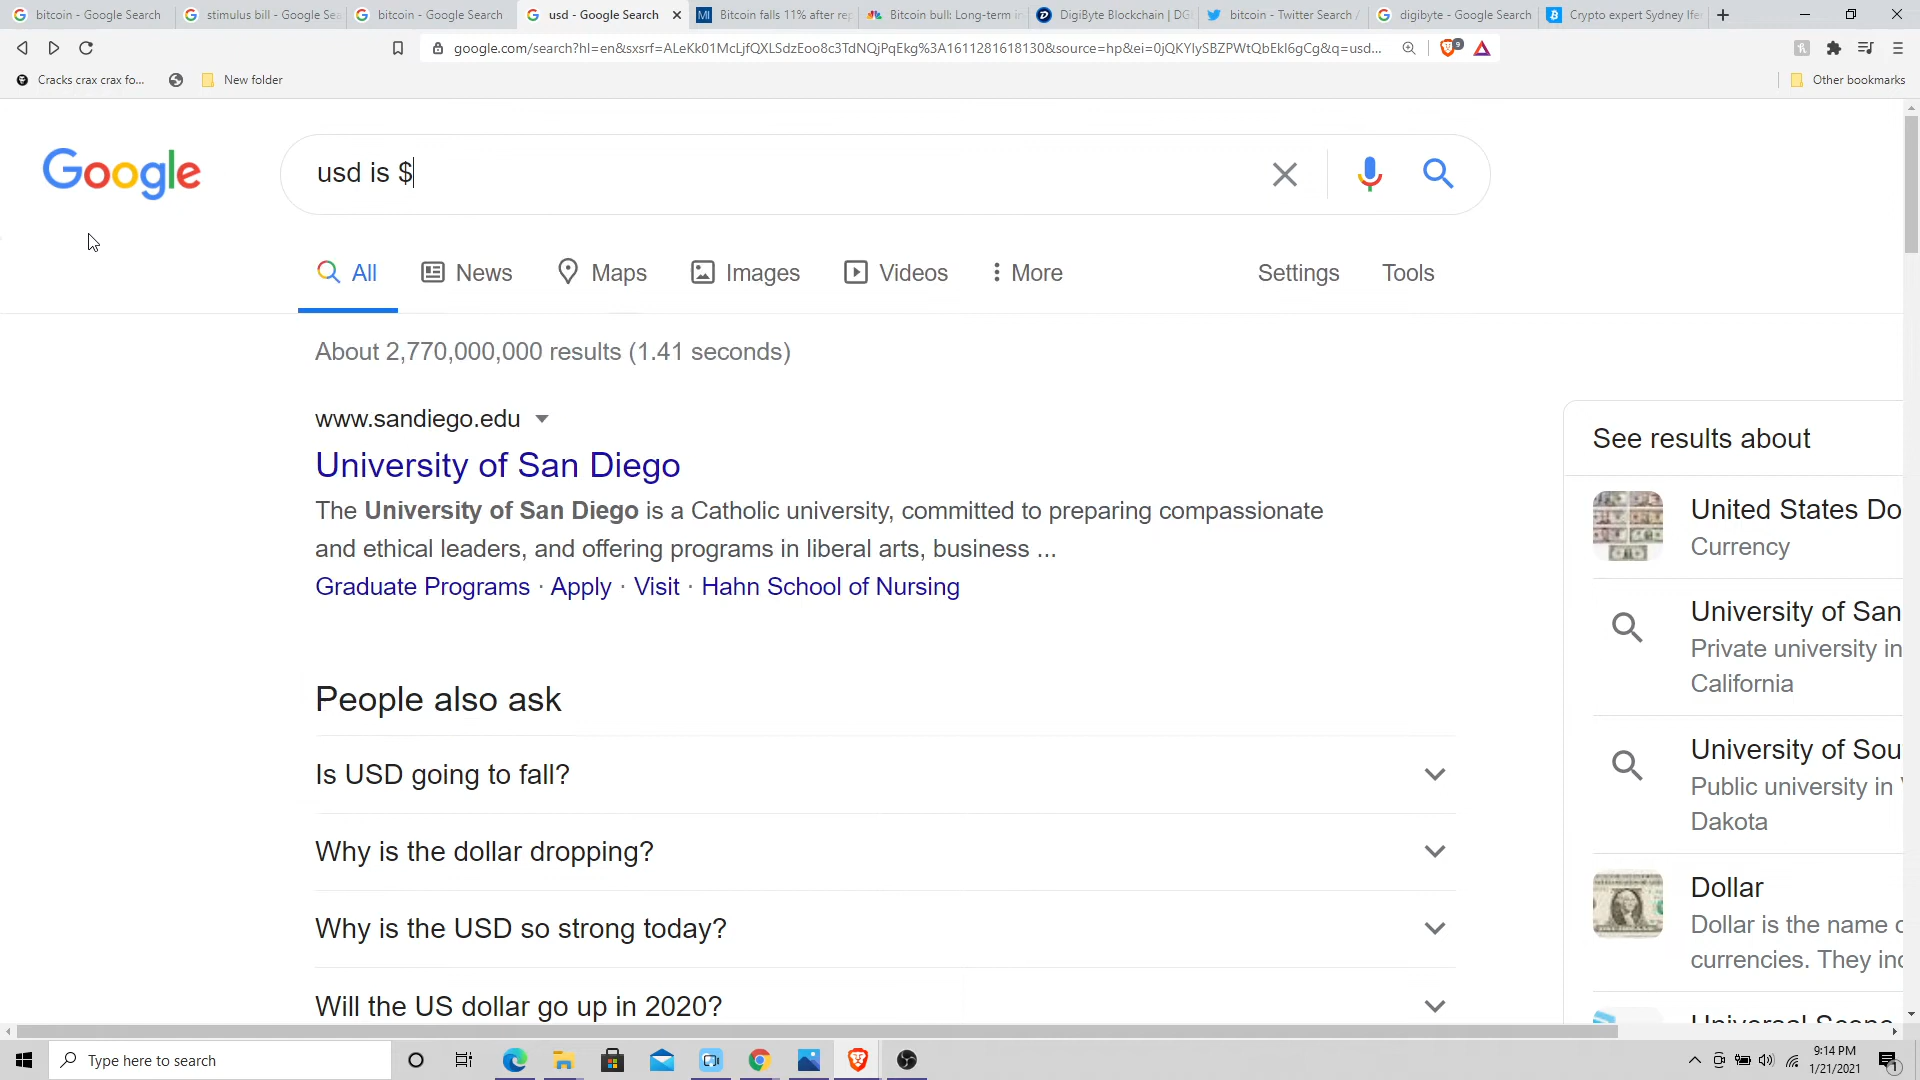 bitcoin - Google Search
stimulus bill - Google Sea
bitcoin - Google Search
usd - Google Search
Bitcoin falls 11% after rep
Bitcoin bull: Long-term in
DigiByte Blockchain | DG
bitcoin - Twitter Search /
digibyte - Google Search
Crypto expert Sydney Ife
google.com/search?hl=en&sxsrf=ALeKk01McLjfQXLSdzEoo8c3TdNQjPqEkg%3A1611281618130&source=hp&ei=0jQKYIySBZPWtQbEkl6gCg&q=usd...
9
Cracks crax crax fo...
New folder
Other bookmarks
Google
usd is $
All
News
Maps
Images
Videos
More
Settings
Tools
About 2,770,000,000 results (1.41 seconds)
www.sandiego.edu
University of San Diego
The University of San Diego is a Catholic university, committed to preparing compassionate
and ethical leaders, and offering programs in liberal arts, business ...
Graduate Programs · Apply · Visit · Hahn School of Nursing
People also ask
Is USD going to fall?
Why is the dollar dropping?
Why is the USD so strong today?
Will the US dollar go up in 2020?
See results about
United States Do
Currency
University of San
Private university in
California
University of Sou
Public university in
Dakota
Dollar
Dollar is the name
currencies. They inc
Type here to search
9:14 PM
1/21/2021
1